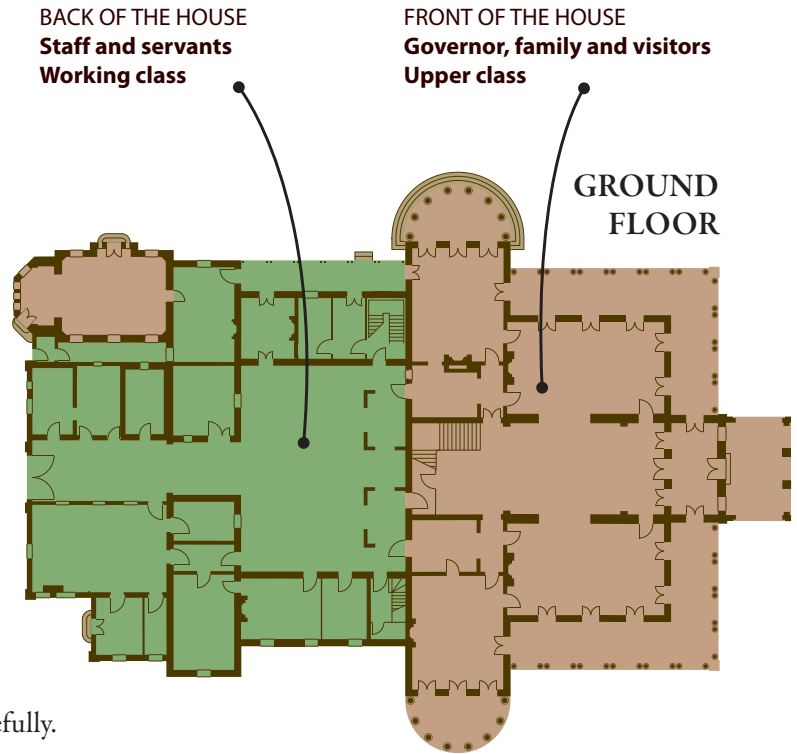 BACK OF THE HOUSE
Staff and servants
Working class
FRONT OF THE HOUSE
Governor, family and visitors
Upper class
GROUND
FLOOR
efully.